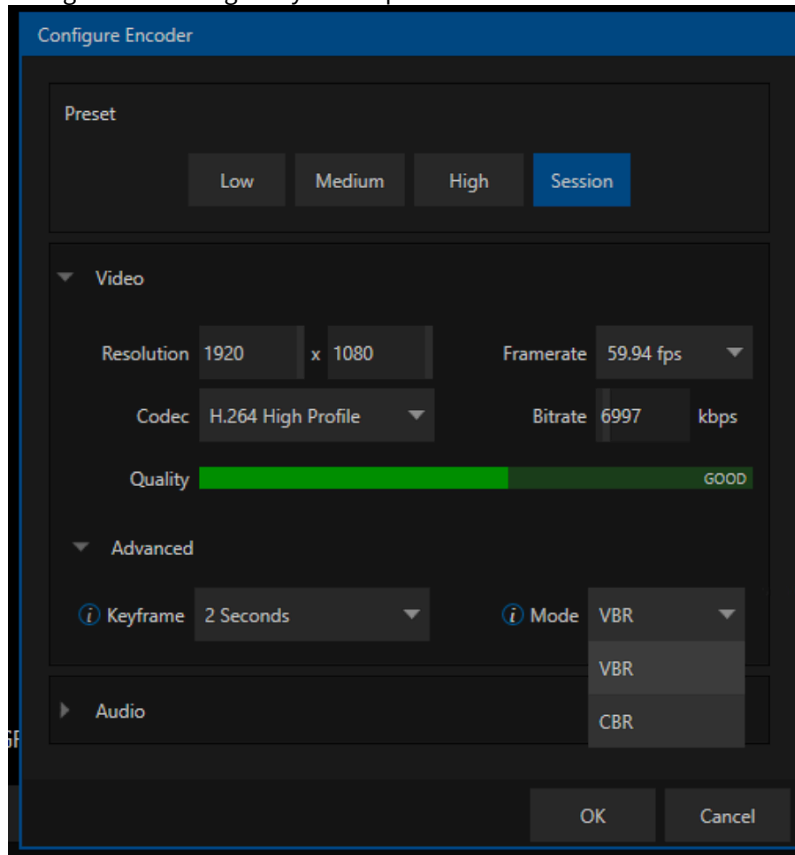 Configure Encoder
Preset
Low Medium High Session
Video
Resolution 1920 x 1080 Framerate 59.94 fps
Codec H.264 High Profile Bitrate 6997 kbps
Quality GOOD
Advanced
i Keyframe 2 Seconds i Mode VBR
VBR
Audio
CBR
OK Cancel